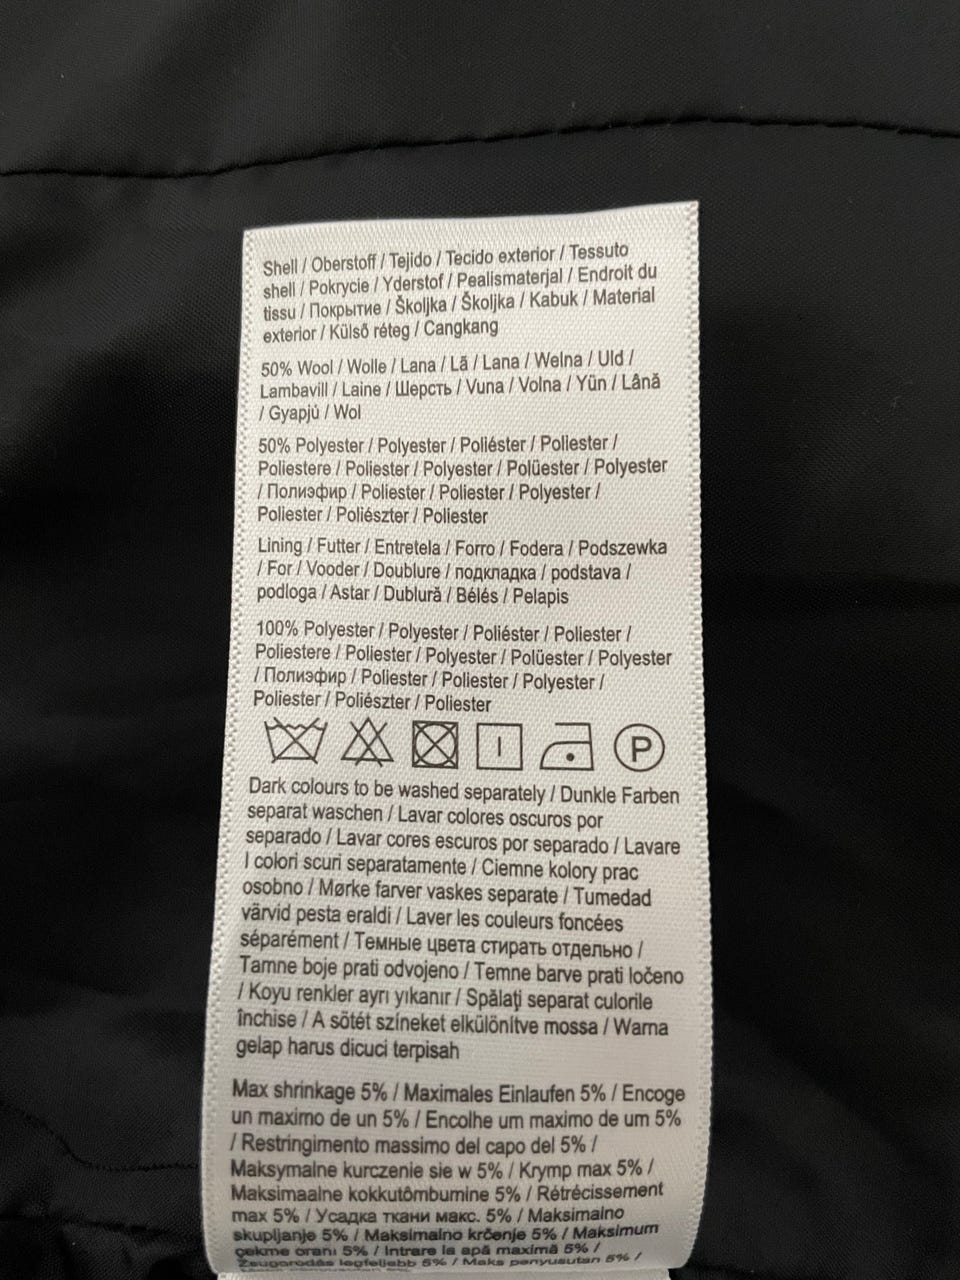 Shell / Oberstoff / Tejido / Tecido exterior / Tessuto
shell / Pokrycie / Yderstof / Pealismaterjal / Endroit du
tissu / Покрытие / Školjka / Školjka / Kabuk / Material
exterior / Külső réteg / Cangkang
50% Wool / Wolle / Lana / Lã / Lana / Welna / Uld /
Lambavill / Laine / Шерсть / Vuna / Volna / Yün / Lână
/ Gyapjú / Wol
50% Polyester / Polyester / Poliéster / Poliester /
Poliestere / Poliester / Polyester / Polüester / Polyester
/ Полиэфир / Poliester / Poliester / Polyester /
Poliester / Poliészter / Poliester
Lining / Futter / Entretela / Forro / Fodera / Podszewka
/ For / Vooder / Doublure / подкладка / podstava /
podloga / Astar / Dublură / Bélés / Pelapis
100% Polyester / Polyester / Poliéster / Poliester /
Poliestere / Poliester / Polyester / Polüester / Polyester
/ Полиэфир / Poliester / Poliester / Polyester /
Poliester / Poliészter / Poliester
P
Dark colours to be washed separately / Dunkle Farben
separat waschen / Lavar colores oscuros por
separado / Lavar cores escuros por separado / Lavare
I colori scuri separatamente / Ciemne kolory prac
osobno / Mørke farver vaskes separate / Tumedad
värvid pesta eraldi / Laver les couleurs foncées
séparément / Темные цвета стирать отдельно /
Tamne boje prati odvojeno / Temne barve prati ločeno
/ Koyu renkler ayrı yıkanır / Spălaţi separat culorile
închise / A sötét színeket elkülönítve mossa / Warna
gelap harus dicuci terpisah
Max shrinkage 5% / Maximales Einlaufen 5% / Encoge
un maximo de un 5% / Encolhe um maximo de um 5%
/ Restringimento massimo del capo del 5% /
Maksymalne kurczenie sie w 5% / Krymp max 5% /
Maksimaalne kokkutõmbumine 5% / Rétrécissement
max 5% / Усадка ткани макс. 5% / Maksimalno
skupljanje 5% / Maksimalno krčenje 5% / Maksimum
çekme oranı 5% / Intrare la apă maximă 5% /
Zsugorodás legfeljebb 5% / Maks penyusutan 5% /